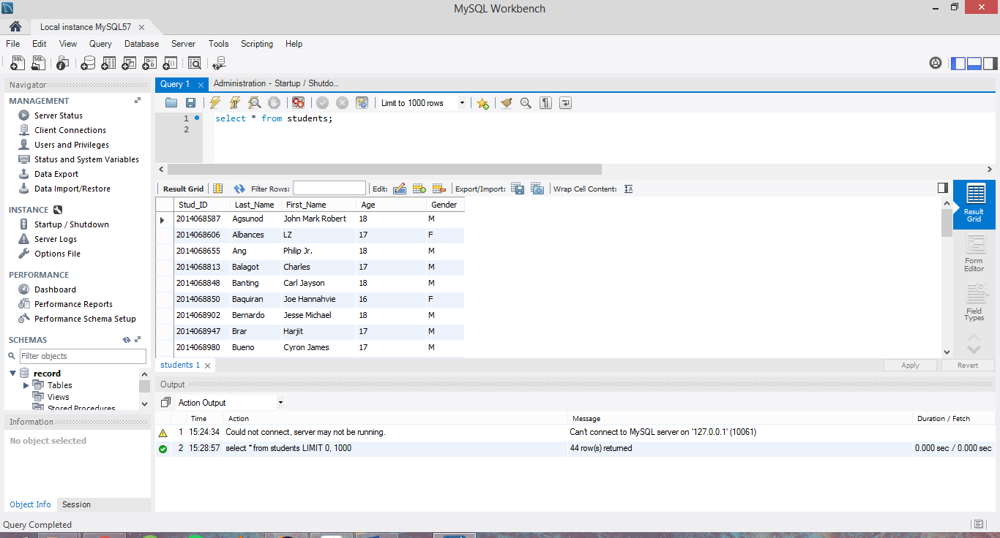 MySQL Workbench
Local instance MySQL57
File Edit View Query Database Server Tools Scripting Help
Navigator
MANAGEMENT
Server Status
Client Connections
Users and Privileges
Status and System Variables
Data Export
Data Import/Restore
INSTANCE
Startup / Shutdown
Server Logs
Options File
PERFORMANCE
Dashboard
Performance Reports
Performance Schema Setup
SCHEMAS
Filter objects
record
Tables
Views
Stored Procedures
Information
No object selected
Object Info Session
Query 1 Administration - Startup / Shutdo...
Limit to 1000 rows
1 select * from students;
2
Result Grid Filter Rows: Edit: Export/Import: Wrap Cell Content:
Stud_ID Last_Name First_Name Age Gender
2014068587 Agsunod John Mark Robert 18 M
2014068606 Albances LZ 17 F
2014068655 Ang Philip Jr. 18 M
2014068813 Balagot Charles 17 M
2014068848 Banting Carl Jayson 18 M
2014068850 Baquiran Joe Hannahvie 16 F
2014068902 Bernardo Jesse Michael 18 M
2014068947 Brar Harjit 17 M
2014068980 Bueno Cyron James 17 M
Result
Grid
Form
Editor
Field
Types
students 1 Apply Revert
Output
Action Output
Time Action Message Duration / Fetch
1 15:24:34 Could not connect, server may not be running. Can't connect to MySQL server on '127.0.0.1' (10061)
2 15:28:57 select * from students LIMIT 0, 1000 44 row(s) returned 0.000 sec / 0.000 sec
Query Completed